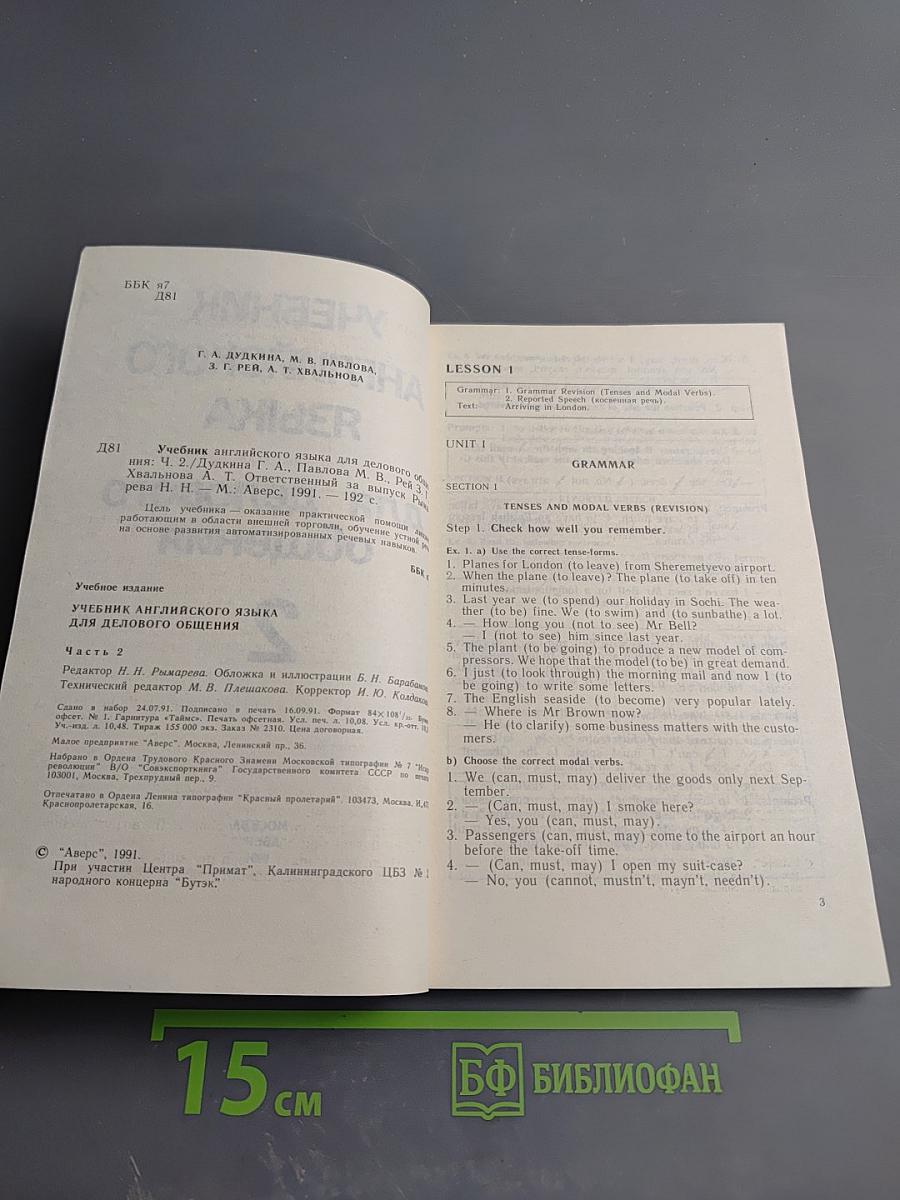 ББК я7
Д81
Г. А. ДУДКИНА, М. В. ПАВЛОВА,
З. Г. РЕЙ, А. Т. ХВАЛЬНОВА
Д81 Учебник английского языка для делового
ния: Ч. 2./Дудкина Г. А., Павлова М. В., Рей З.
Хвальнова А. Т. Ответственный за выпуск
рева Н. Н. — М.: Аверс, 1991. — 192 с.
Цель учебника — оказание практической помощи
работающим в области внешней торговли, обучение устной
на основе развития автоматизированных речевых навыков.
ББК
Учебное издание
УЧЕБНИК АНГЛИЙСКОГО ЯЗЫКА
ДЛЯ ДЕЛОВОГО ОБЩЕНИЯ
Часть 2
Редактор Н. Н. Рымарева. Обложка и иллюстрации Б. Н.
Технический редактор М. В. Плешакова. Корректор И. Ю.
Сдано в набор 24.07.91. Подписано в печать 16.09.91. Формат 84×108
офсет. № 1. Гарнитура «Таймс». Печать офсетная. Усл. печ. л. 10,08. Усл. кр.-отт.
Уч.-изд. л. 10,48. Тираж 155 000 экз. Заказ № 2310. Цена договорная.
Малое предприятие "Аверс". Москва, Ленинский пр., 36.
Набрано в Ордена Трудового Красного Знамени Московской типографии № 7
революции" В/О "Совэкспорткнига" Государственного комитета СССР по
103001, Москва, Трехпрудный пер., 9.
Отпечатано в Ордена Ленина типографии "Красный пролетарий". 103473, Москва,
Краснопролетарская, 16.
© "Аверс", 1991.
При участии Центра "Примат", Калининградского ЦБЗ №
народного концерна "Бутэк."
LESSON 1
Grammar: 1. Grammar Revision (Tenses and Modal Verbs).
2. Reported Speech (косвенная речь).
Text: Arriving in London.
UNIT 1
GRAMMAR
SECTION 1
TENSES AND MODAL VERBS (REVISION)
Step 1. Check how well you remember.
Ex. 1. a) Use the correct tense-forms.
1. Planes for London (to leave) from Sheremetyevo airport.
2. When the plane (to leave)? The plane (to take off) in ten
minutes.
3. Last year we (to spend) our holiday in Sochi. The wea-
ther (to be) fine. We (to swim) and (to sunbathe) a lot.
4. — How long you (not to see) Mr Bell?
— I (not to see) him since last year.
5. The plant (to be going) to produce a new model of com-
pressors. We hope that the model (to be) in great demand.
6. I just (to look through) the morning mail and now I (to
be going) to write some letters.
7. The English seaside (to become) very popular lately.
8. — Where is Mr Brown now?
— He (to clarify) some business matters with the custo-
mers.
b) Choose the correct modal verbs.
1. We (can, must, may) deliver the goods only next Sep-
tember.
2. — (Can, must, may) I smoke here?
— Yes, you (can, must, may).
3. Passengers (can, must, may) come to the airport an hour
before the take-off time.
4. — (Can, must, may) I open my suit-case?
— No, you (cannot, mustn't, mayn't, needn't).
3
15 см
БФ БИБЛИОФАН